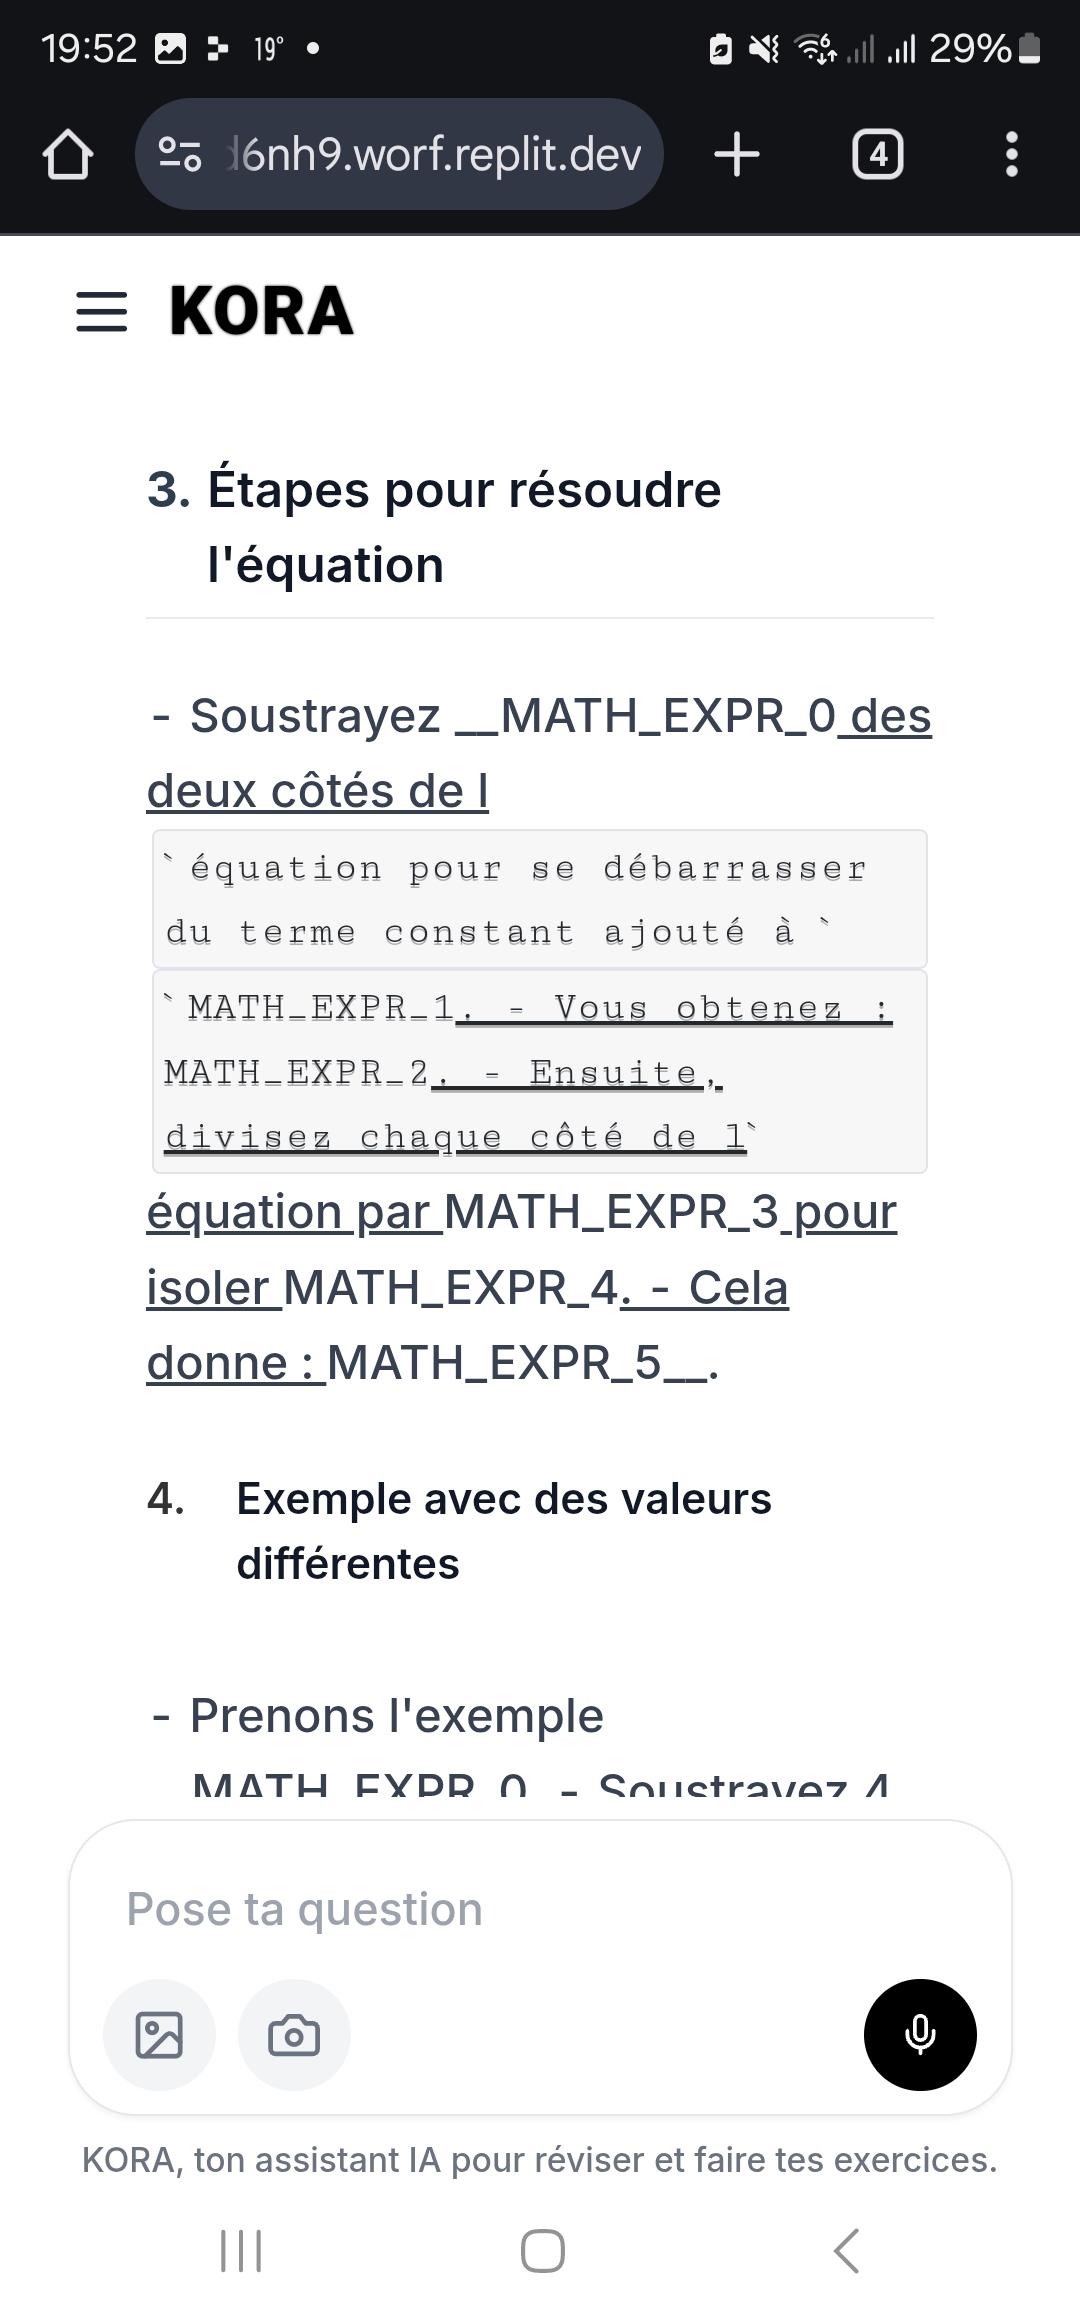 19:52 19° 29%
d6nh9.worf.replit.dev 4
KORA
3. Étapes pour résoudre
l'équation
- Soustrayez __MATH_EXPR_0 des
deux côtés de l
`équation pour se débarrasser
du terme constant ajouté à `
`MATH_EXPR_1. - Vous obtenez :
MATH_EXPR_2. - Ensuite,
divisez chaque côté de l`
équation par MATH_EXPR_3 pour
isoler MATH_EXPR_4. - Cela
donne : MATH_EXPR_5__.
4. Exemple avec des valeurs
différentes
- Prenons l'exemple
MATH_EXPR_0. - Soustrayez 4
Pose ta question
KORA, ton assistant IA pour réviser et faire tes exercices.